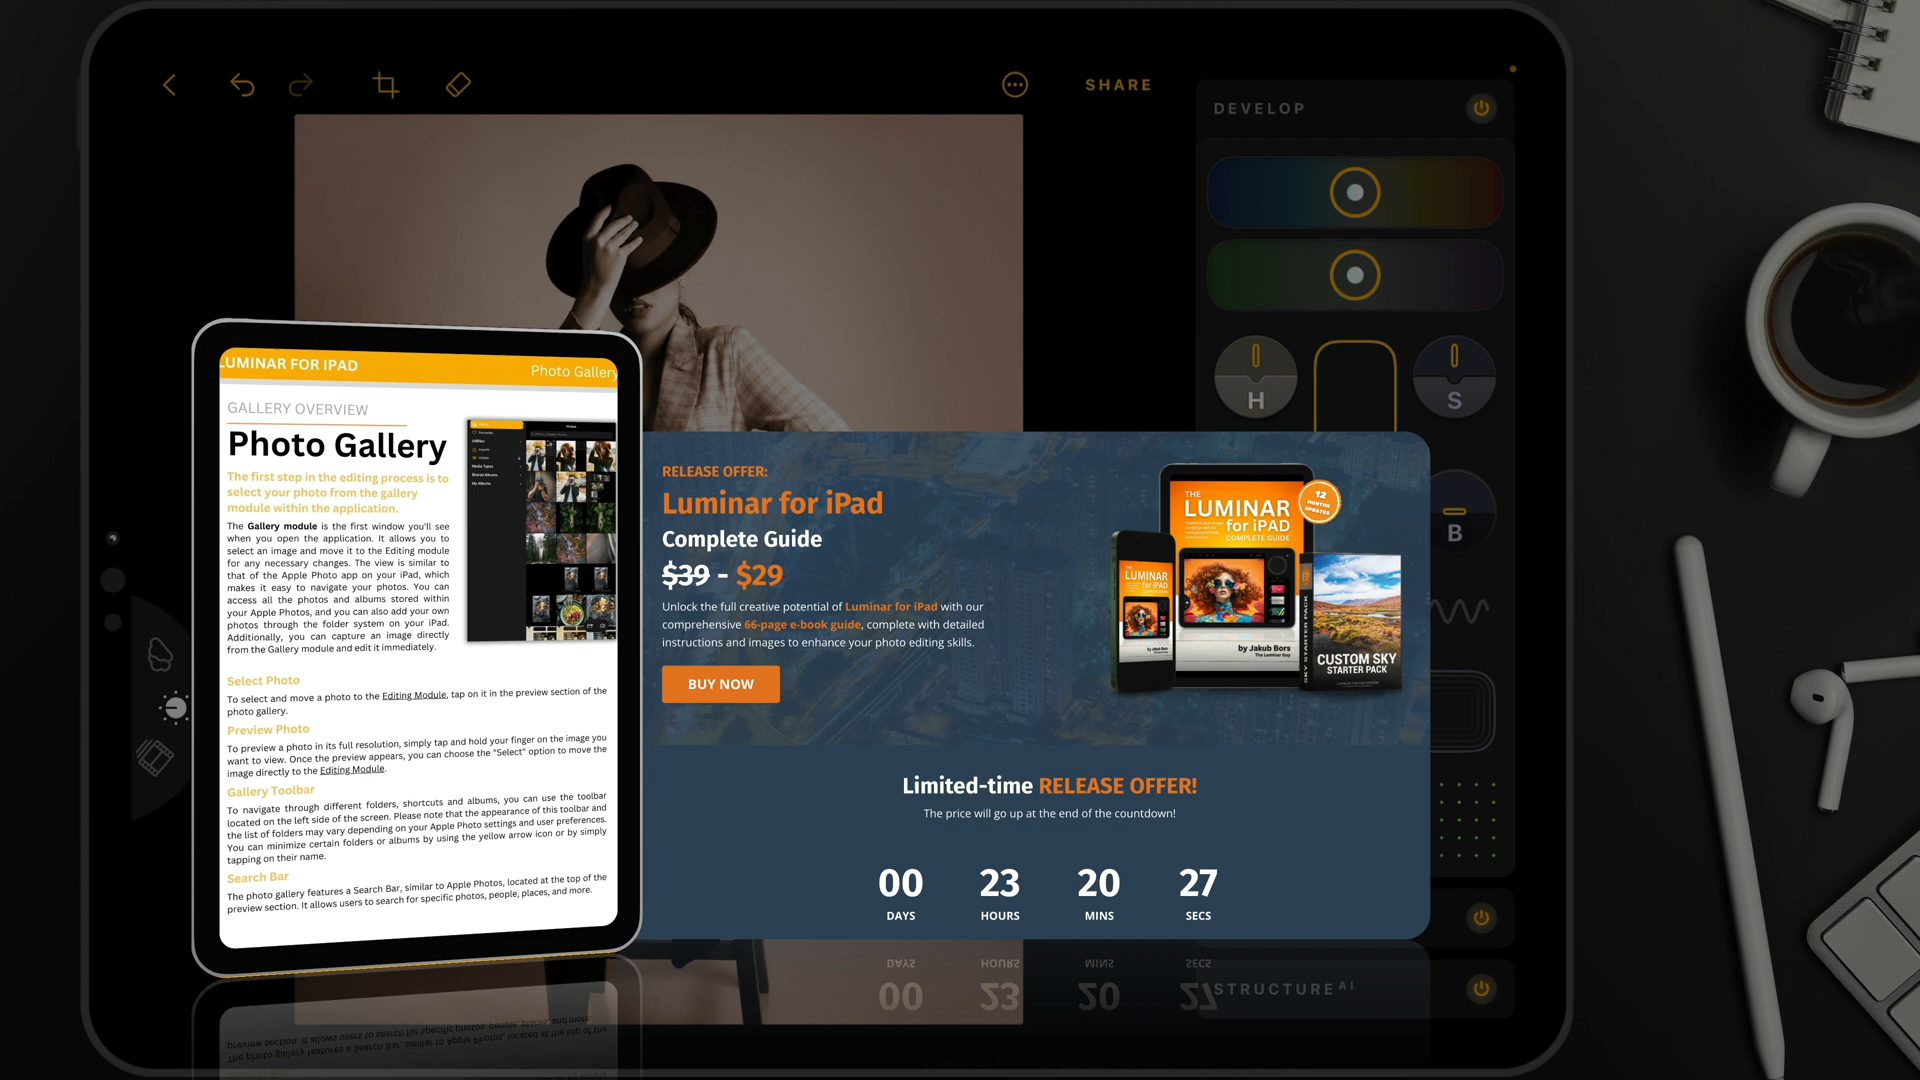 SHARE
DEVELOP
H
S
B
STRUCTURE AI
LUMINAR FOR IPAD
Photo Gallery
GALLERY OVERVIEW
Photo Gallery
The first step in the editing process is to
select your photo from the gallery
module within the application.
The Gallery module is the first window you'll see
when you open the application. It allows you to
select an image and move it to the Editing module
for any necessary changes. The view is similar to
that of the Apple Photo app on your iPad, which
makes it easy to navigate your photos. You can
access all the photos and albums stored within
your Apple Photos, and you can also add your own
photos through the folder system on your iPad.
Additionally, you can capture an image directly
from the Gallery module and edit it immediately.
Select Photo
To select and move a photo to the Editing Module, tap on it in the preview section of the
photo gallery.
Preview Photo
To preview a photo in its full resolution, simply tap and hold your finger on the image you
want to view. Once the preview appears, you can choose the "Select" option to move the
image directly to the Editing Module.
Gallery Toolbar
To navigate through different folders, shortcuts and albums, you can use the toolbar
located on the left side of the screen. Please note that the appearance of this toolbar and
the list of folders may vary depending on your Apple Photo settings and user preferences.
You can minimize certain folders or albums by using the yellow arrow icon or by simply
tapping on their name.
Search Bar
The photo gallery features a Search Bar, similar to Apple Photos, located at the top of the
preview section. It allows users to search for specific photos, people, places, and more.
RELEASE OFFER:
Luminar for iPad
Complete Guide
$39 - $29
Unlock the full creative potential of Luminar for iPad with our
comprehensive 66-page e-book guide, complete with detailed
instructions and images to enhance your photo editing skills.
BUY NOW
THE
LUMINAR
for iPAD
COMPLETE GUIDE
12
MONTHS
UPDATES
by Jakub Bors
The Luminar Guy
THE
LUMINAR
for iPAD
by Jakub Bors
SKY STARTER PACK
CUSTOM SKY
STARTER PACK
Limited-time RELEASE OFFER!
The price will go up at the end of the countdown!
00 23 20 27
DAYS HOURS MINS SECS